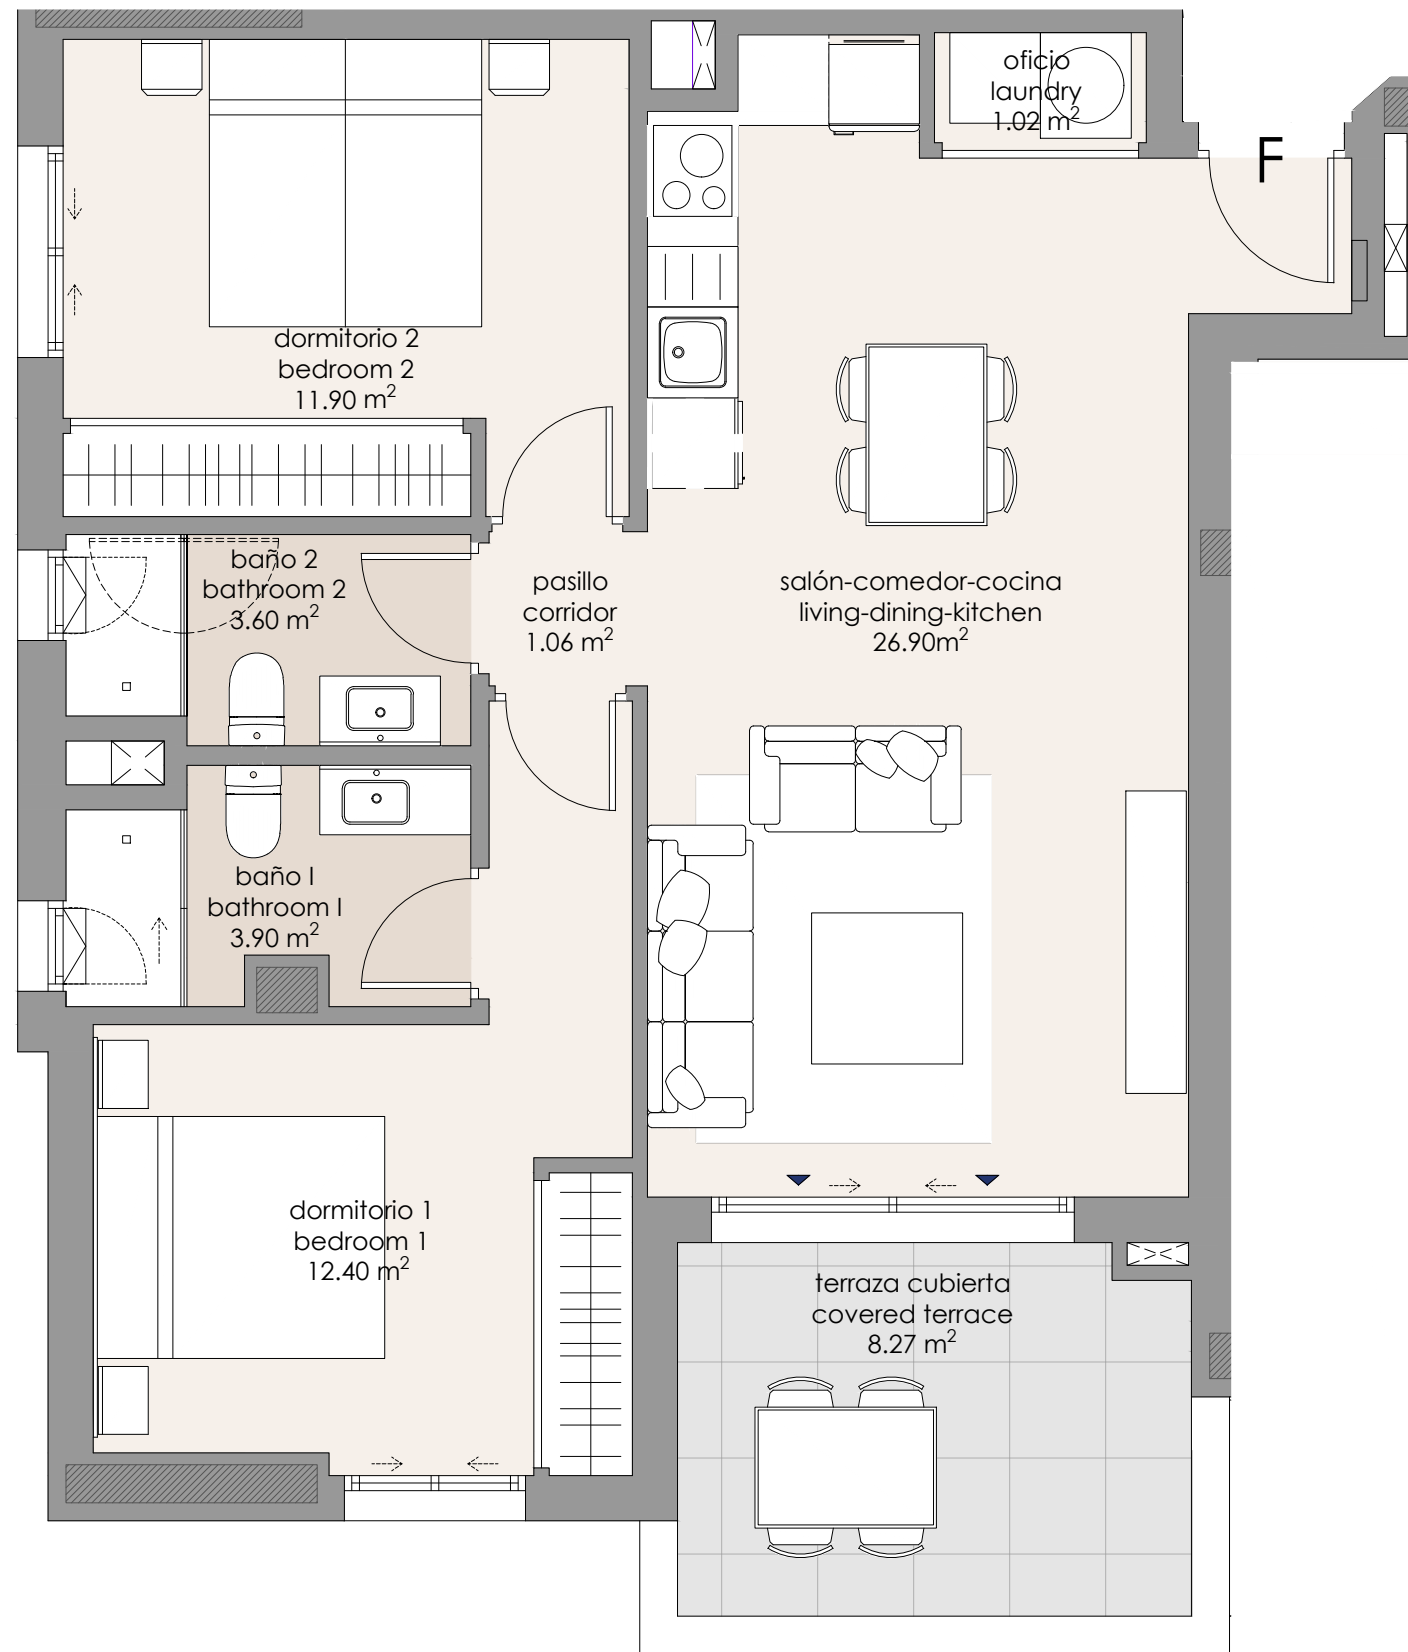 oficio
laundry
1.02 m²
F
dormitorio 2
bedroom 2
11.90 m²
baño 2
bathroom 2
3.60 m²
pasillo
corridor
1.06 m²
salón-comedor-cocina
living-dining-kitchen
26.90m²
baño I
bathroom I
3.90 m²
dormitorio 1
bedroom 1
12.40 m²
terraza cubierta
covered terrace
8.27 m²